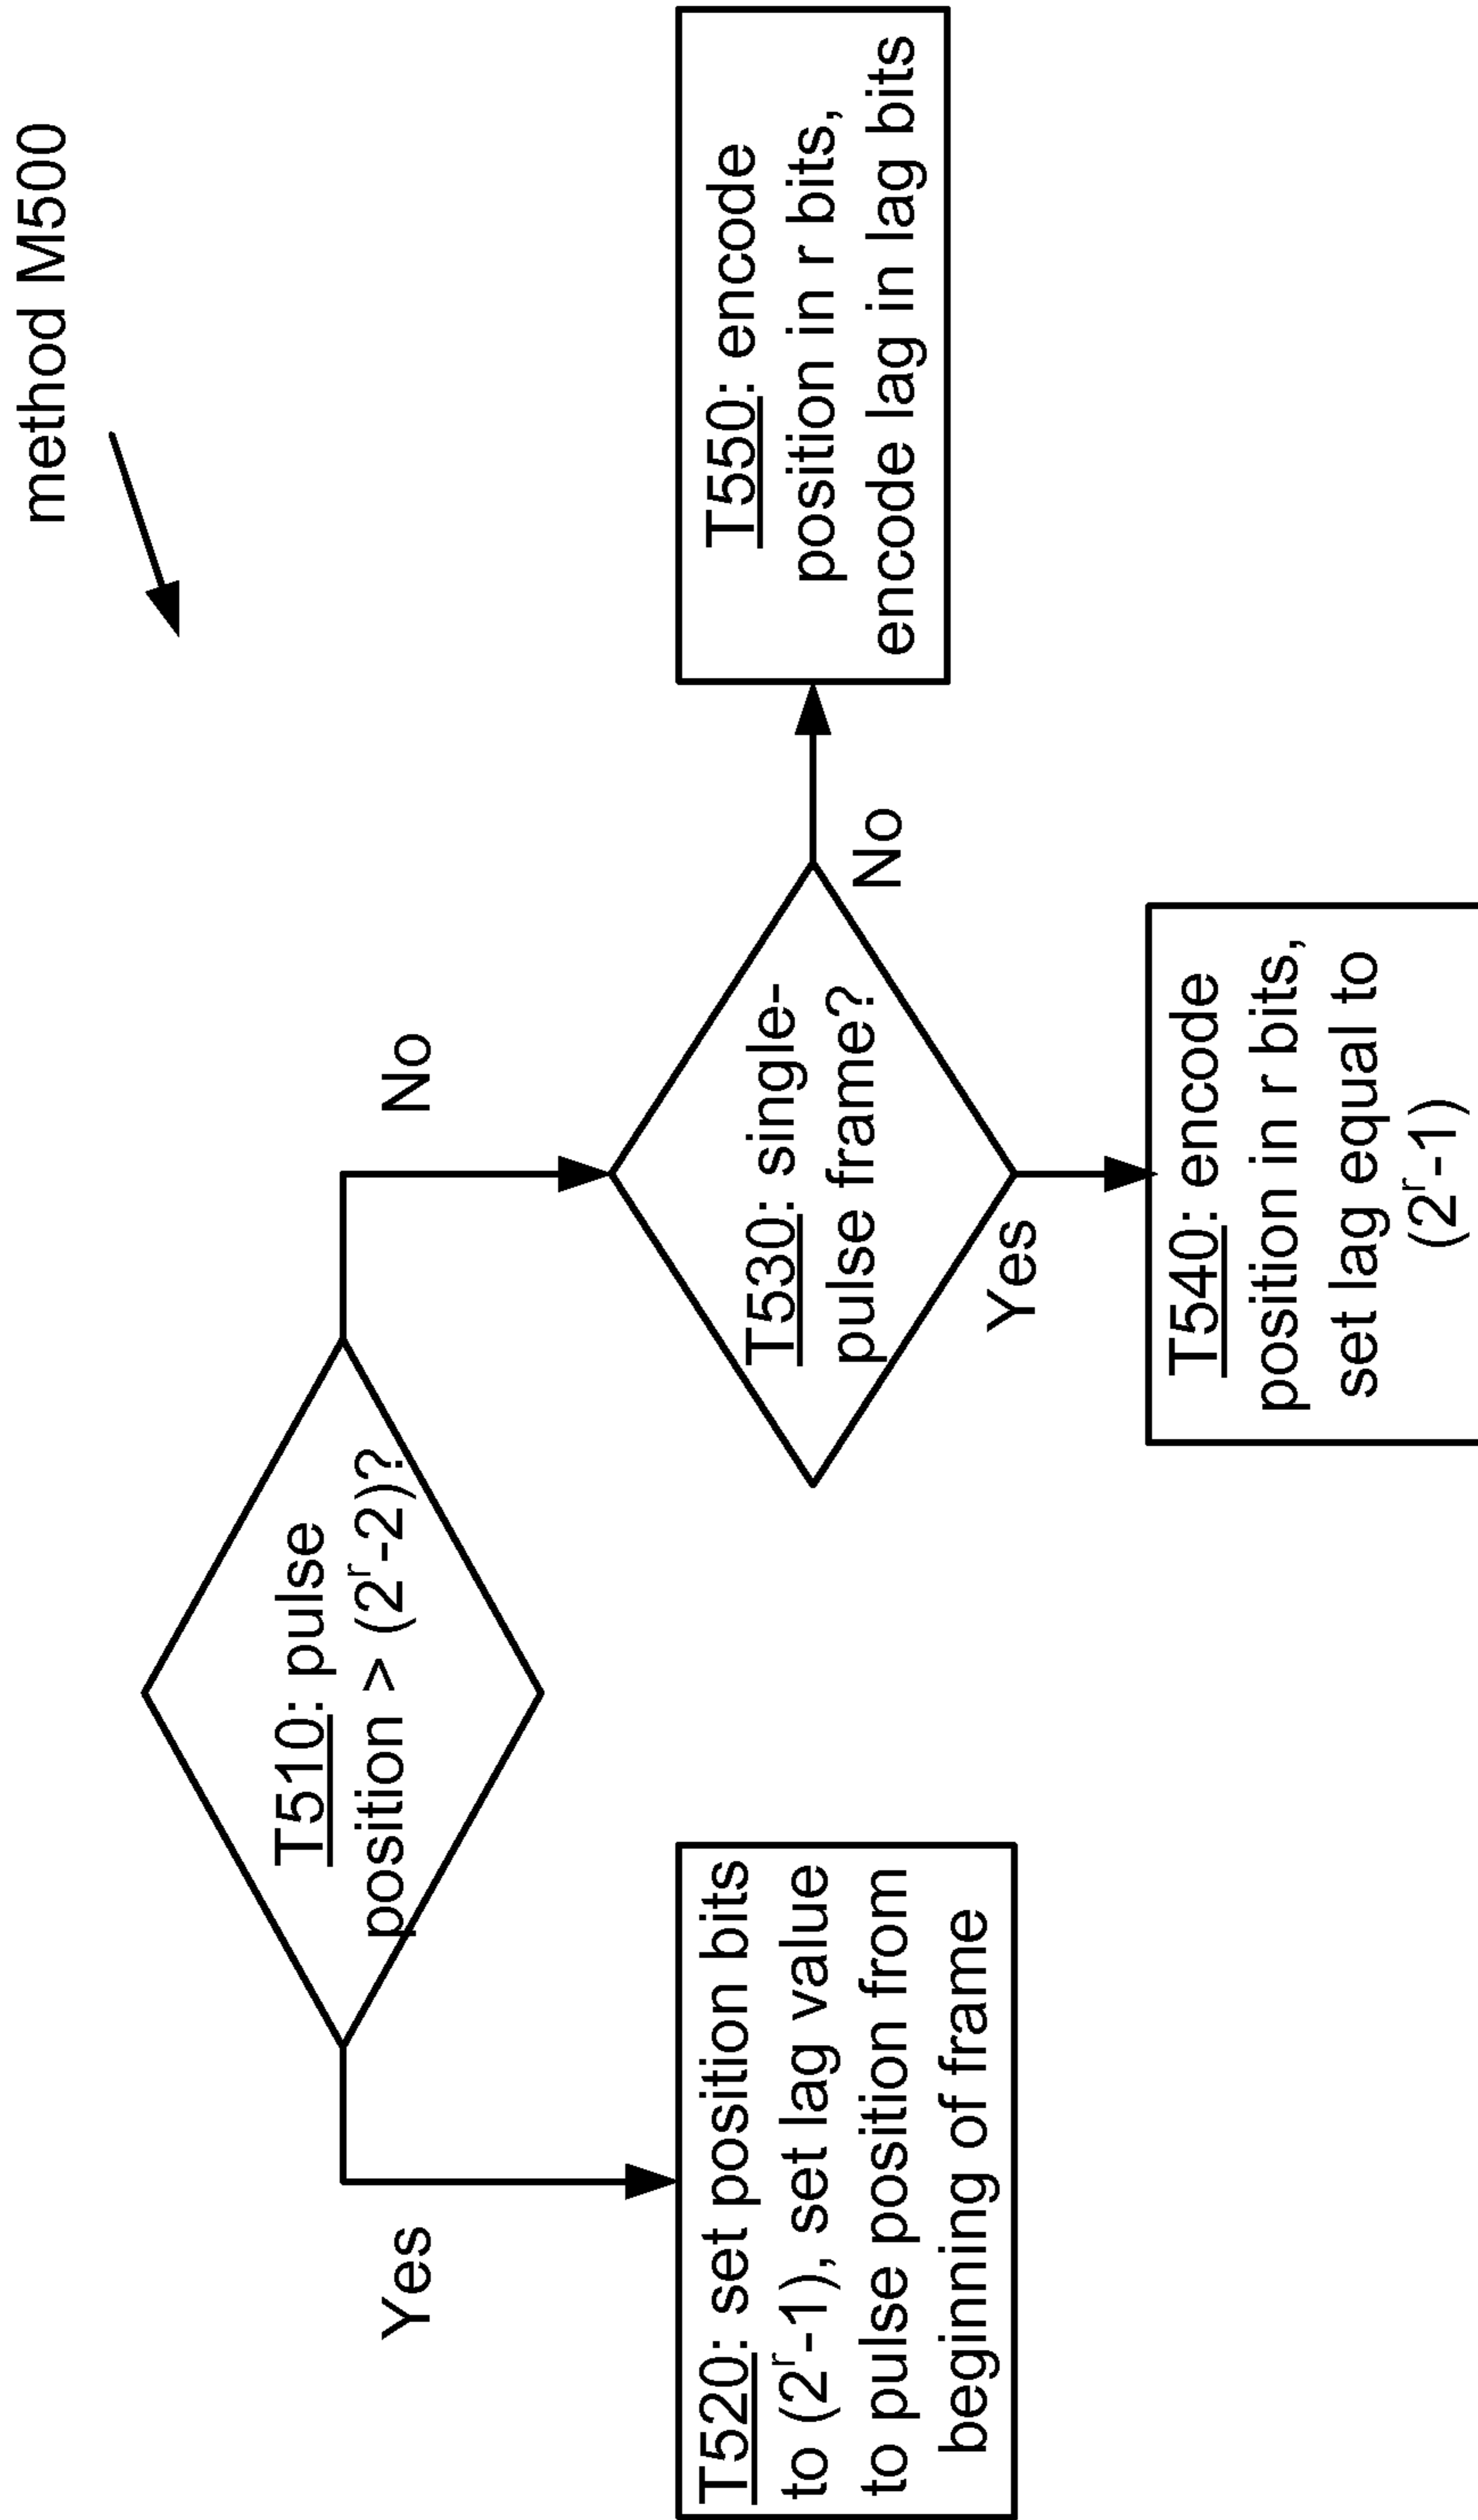 method M500
T510: pulse
position > (2ʳ-2)?
Yes
No
T520: set position bits
to (2ʳ-1), set lag value
to pulse position from
beginning of frame
T530: single-
pulse frame?
No
Yes
T550: encode
position in r bits,
encode lag in lag bits
T540: encode
position in r bits,
set lag equal to
(2ʳ-1)